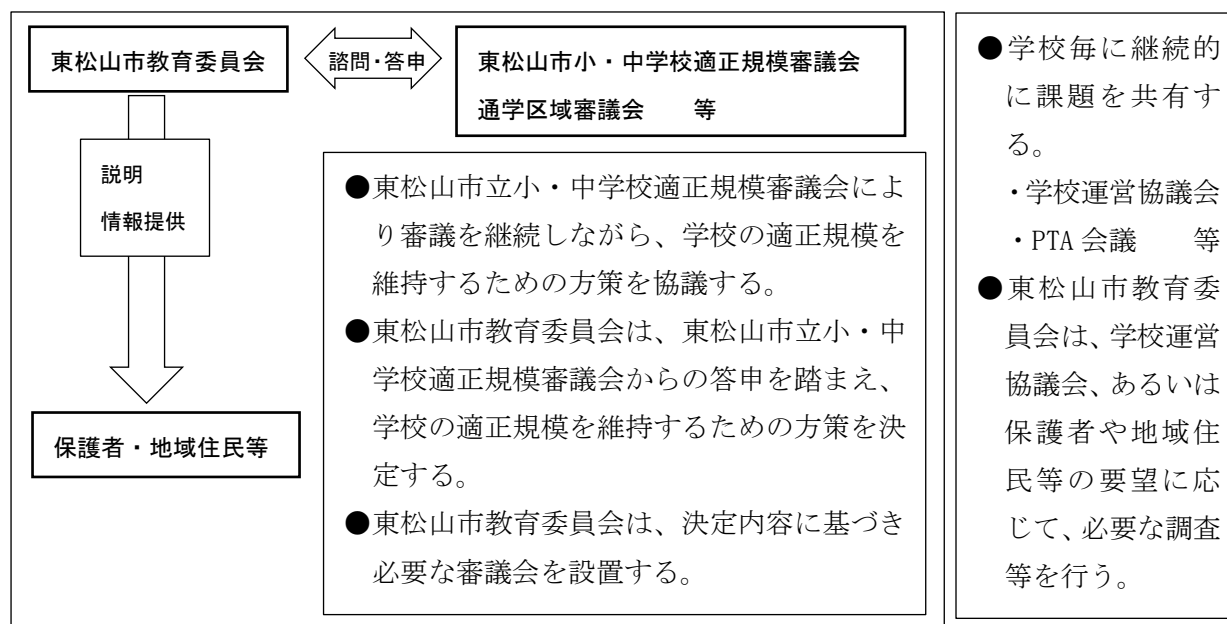 東松山市教育委員会
諮問・答申
東松山市小・中学校適正規模審議会
通学区域審議会　　等
説明
情報提供
保護者・地域住民等
●東松山市立小・中学校適正規模審議会によ
り審議を継続しながら、学校の適正規模を
維持するための方策を協議する。
●東松山市教育委員会は、東松山市立小・中
学校適正規模審議会からの答申を踏まえ、
学校の適正規模を維持するための方策を決
定する。
●東松山市教育委員会は、決定内容に基づき
必要な審議会を設置する。
●学校毎に継続的
に課題を共有す
る。
・学校運営協議会
・PTA 会議　　等
●東松山市教育委
員会は、学校運営
協議会、あるいは
保護者や地域住
民等の要望に応
じて、必要な調査
等を行う。